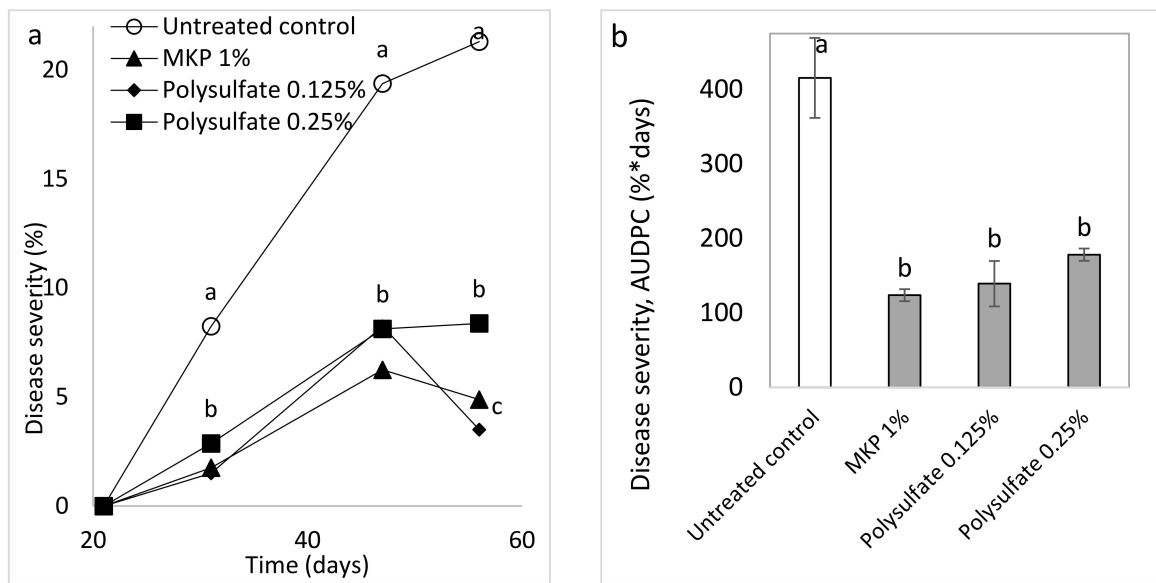 a
Untreated control
MKP 1%
Polysulfate 0.125%
Polysulfate 0.25%
Disease severity (%)
20
15
10
5
0
a
a
a
b
b
b
c
20
40
60
Time (days)
b
Disease severity, AUDPC (%*days)
400
300
200
100
0
a
b
b
b
Untreated control
MKP 1%
Polysulfate 0.125%
Polysulfate 0.25%